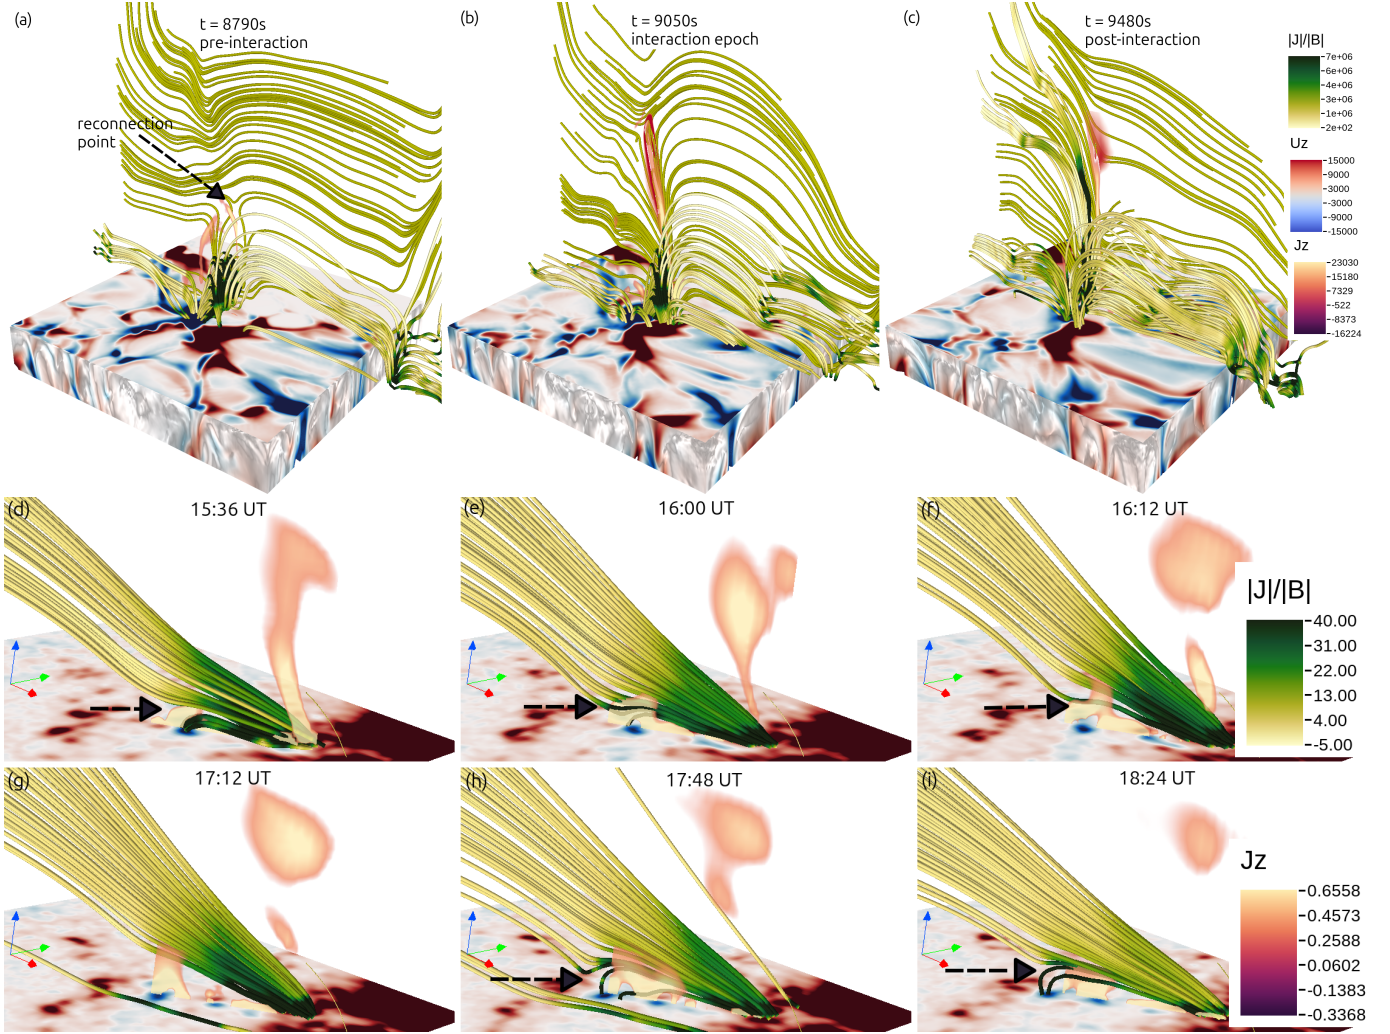 (a)
t = 8790s
pre-interaction
reconnection
point
(b)
t = 9050s
interaction epoch
(c)
t = 9480s
post-interaction
|J|/|B|
7e+06
6e+06
4e+06
3e+06
1e+06
2e+02
Uz
15000
9000
3000
-3000
-9000
-15000
Jz
23030
15180
7329
-522
-8373
-16224
(d)
15:36 UT
(e)
16:00 UT
(f)
16:12 UT
|J|/|B|
40.00
31.00
22.00
13.00
4.00
-5.00
(g)
17:12 UT
(h)
17:48 UT
(i)
18:24 UT
Jz
0.6558
0.4573
0.2588
0.0602
-0.1383
-0.3368